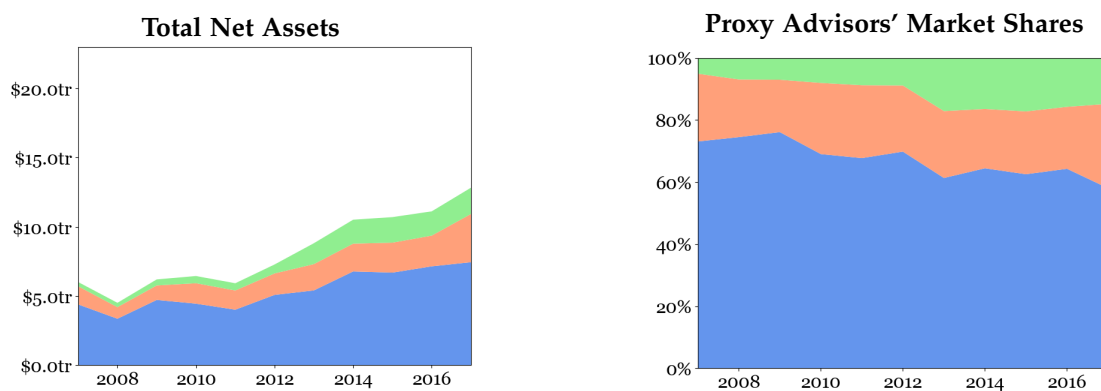 Total Net Assets
$20.0tr
$15.0tr
$10.0tr
$5.0tr
$0.0tr
2008 2010 2012 2014 2016
Proxy Advisors’ Market Shares
100%
80%
60%
40%
20%
0%
2008 2010 2012 2014 2016